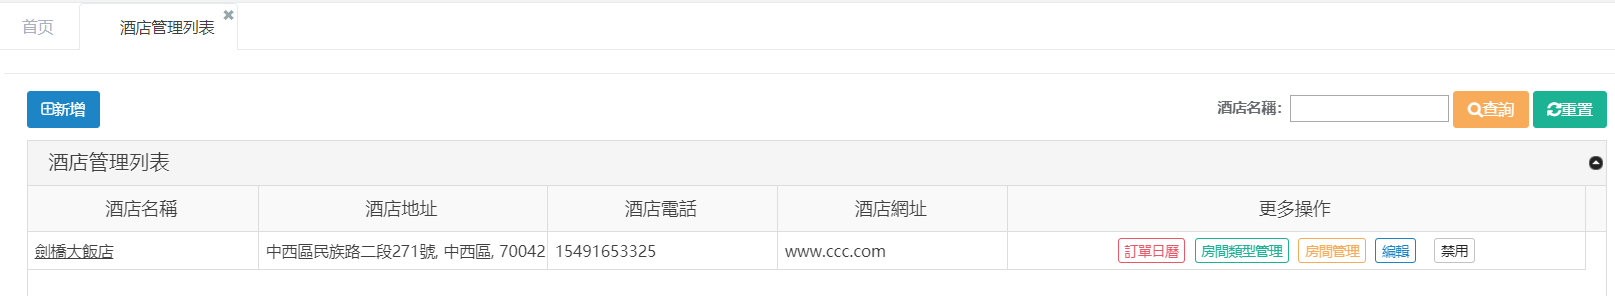 首页
酒店管理列表
新增
酒店名稱:
查詢
重置
酒店管理列表
酒店名稱
酒店地址
酒店電話
酒店網址
更多操作
劍橋大飯店
中西區民族路二段271號, 中西區, 70042
15491653325
www.ccc.com
訂單日曆
房間類型管理
房間管理
編輯
禁用